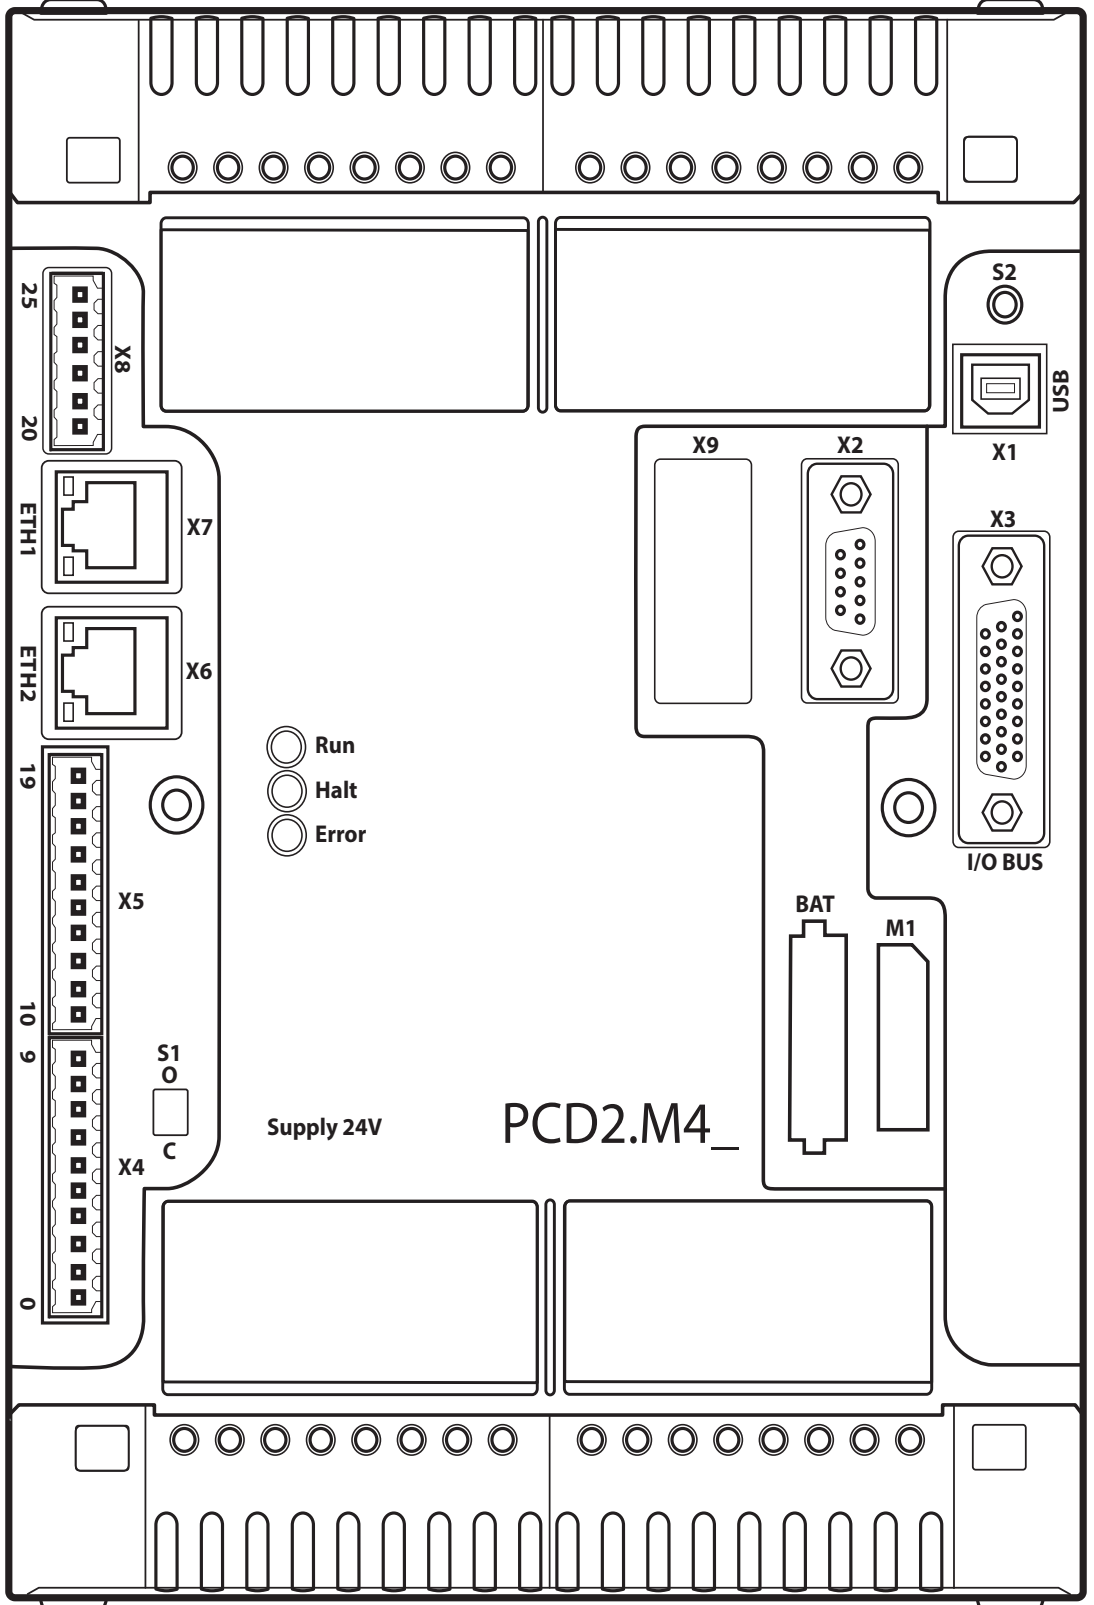 S2
25
X8
USB
20
X9
X2
X1
ETH1
X7
X3
ETH2
X6
Run
19
Halt
Error
I/O BUS
X5
BAT
M1
10
9
S1
O
Supply 24V
PCD2.M4_
C
X4
0